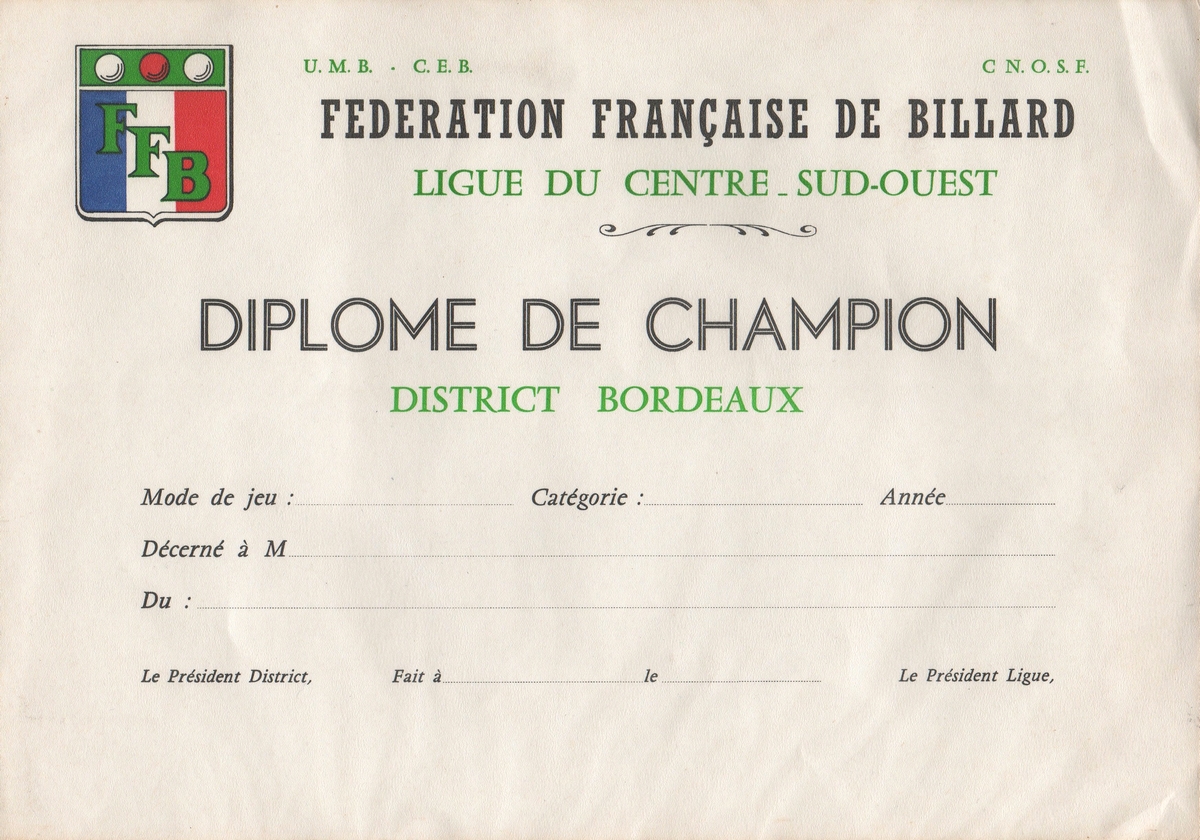 FFB
U. M. B. - C. E. B.
C N. O. S. F.
FEDERATION FRANÇAISE DE BILLARD
LIGUE DU CENTRE - SUD-OUEST
DIPLOME DE CHAMPION
DISTRICT BORDEAUX
Mode de jeu : Catégorie : Année
Décerné à M
Du :
Le Président District, Fait à le Le Président Ligue,